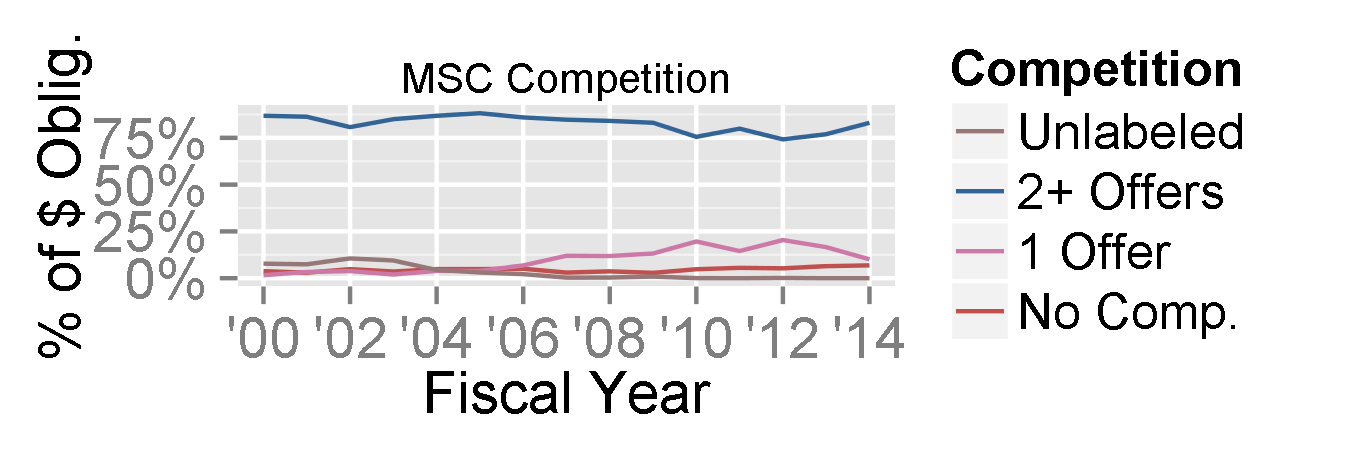 MSC Competition
% of $ Oblig.
75%
50%
25%
0%
'00 '02 '04 '06 '08 '10 '12 '14
Fiscal Year
Competition
Unlabeled
2+ Offers
1 Offer
No Comp.